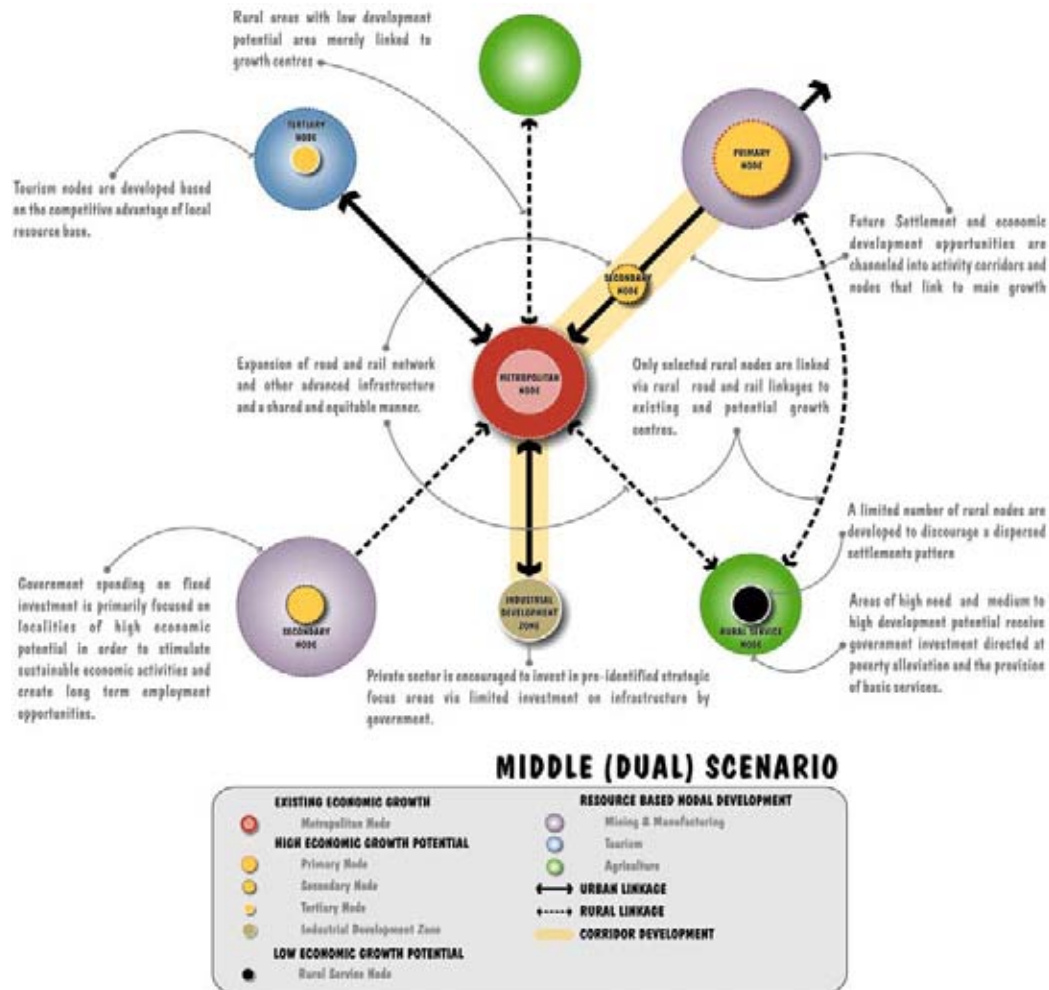 Rural areas with low development
potential area merely linked to
growth centres
TERTIARY
NODE
PRIMARY
NODE
Tourism nodes are developed based
on the competitive advantage of local
resource base.
Future Settlement and economic
development opportunities are
channeled into activity corridors and
nodes that link to main growth
SECONDARY
NODE
Expansion of road and rail network
and other advanced infrastructure
and a shared and equitable manner.
METROPOLITAN
NODE
Only selected rural nodes are linked
via rural road and rail linkages to
existing and potential growth
centres.
A limited number of rural nodes are
developed to discourage a dispersed
settlements pattern
Government spending on fixed
investment is primarily focused on
localities of high economic
potential in order to stimulate
sustainable economic activities and
create long term employment
opportunities.
SECONDARY
NODE
INDUSTRIAL
DEVELOPMENT
ZONE
RURAL SERVICE
NODE
Areas of high need and medium to
high development potential receive
government investment directed at
poverty alleviation and the provision
of basic services.
Private sector is encouraged to invest in pre-identified strategic
focus areas via limited investment on infrastructure by
government.
MIDDLE (DUAL) SCENARIO
EXISTING ECONOMIC GROWTH
Metropolitan Node
HIGH ECONOMIC GROWTH POTENTIAL
Primary Node
Secondary Node
Tertiary Node
Industrial Development Zone
LOW ECONOMIC GROWTH POTENTIAL
Rural Service Node
RESOURCE BASED NODAL DEVELOPMENT
Mining & Manufacturing
Tourism
Agriculture
URBAN LINKAGE
RURAL LINKAGE
CORRIDOR DEVELOPMENT